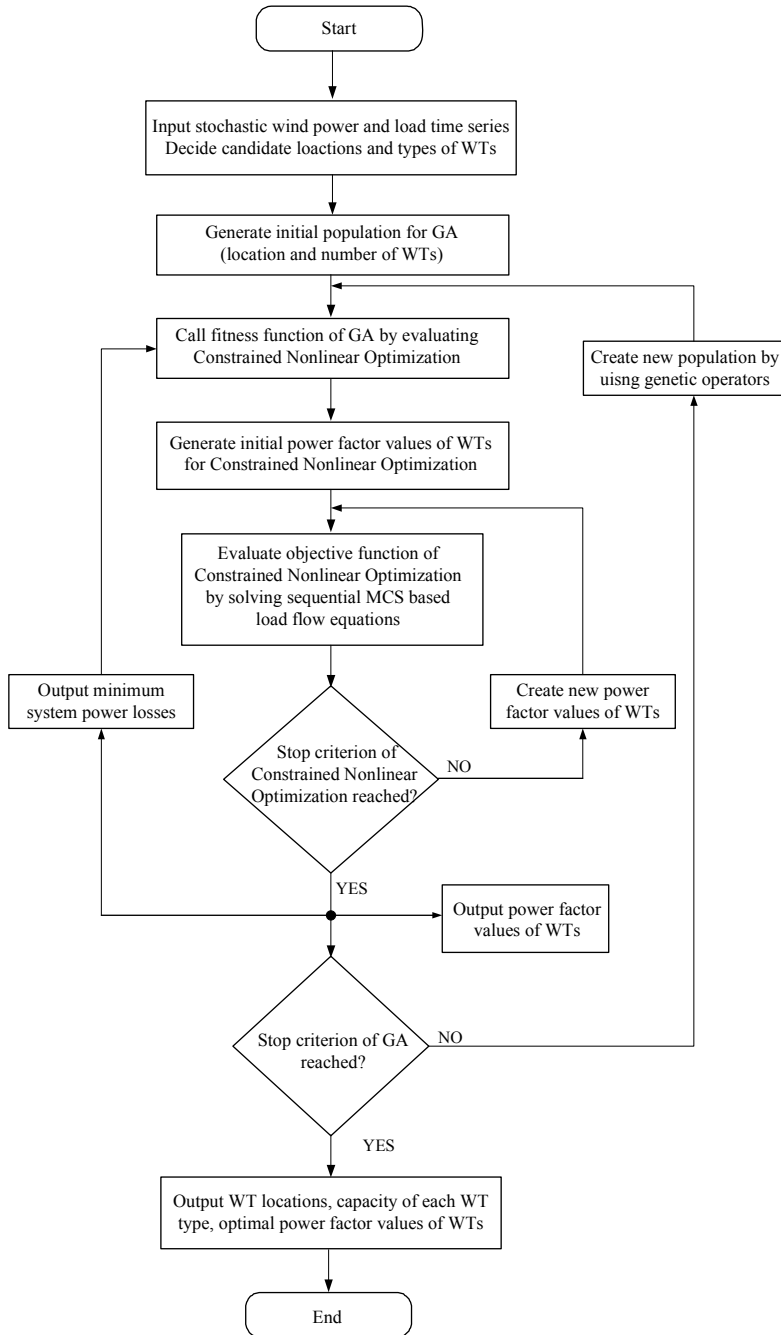 Start
Input stochastic wind power and load time series
Decide candidate loactions and types of WTs
Generate initial population for GA
(location and number of WTs)
Call fitness function of GA by evaluating
Constrained Nonlinear Optimization
Create new population by
uisng genetic operators
Generate initial power factor values of WTs
for Constrained Nonlinear Optimization
Evaluate objective function of
Constrained Nonlinear Optimization
by solving sequential MCS based
load flow equations
Output minimum
system power losses
Create new power
factor values of WTs
Stop criterion of
Constrained Nonlinear
Optimization reached?
NO
YES
Output power factor
values of WTs
Stop criterion of GA
reached?
NO
YES
Output WT locations, capacity of each WT
type, optimal power factor values of WTs
End